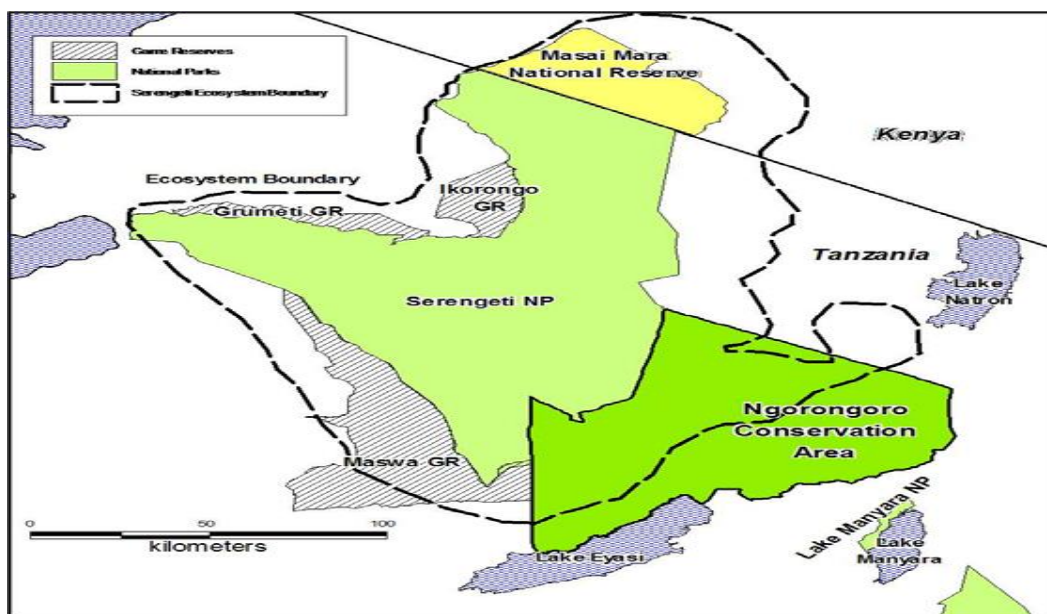 Game Reserves
National Parks
Serengeti Ecosystem Boundary
Masai Mara
National Reserve
Kenya
Ecosystem Boundary
Ikorongo
GR
Grumeti GR
Tanzania
Lake
Natron
Serengeti NP
Ngorongoro
Conservation
Area
Maswa GR
0 50 100
kilometers
Lake Eyasi
Lake Manyara NP
Lake
Manyara